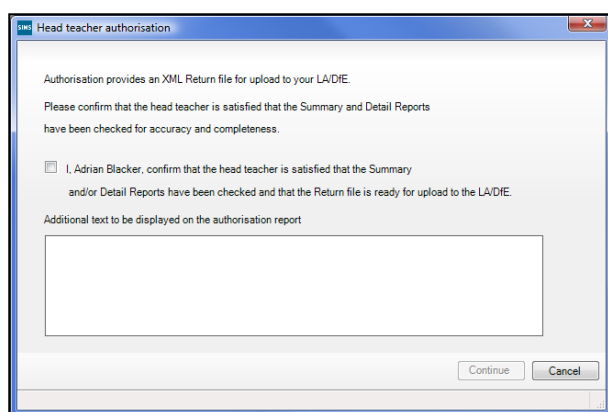 SIMS Head teacher authorisation
Authorisation provides an XML Return file for upload to your LA/DfE.
Please confirm that the head teacher is satisfied that the Summary and Detail Reports
have been checked for accuracy and completeness.
I, Adrian Blacker, confirm that the head teacher is satisfied that the Summary
and/or Detail Reports have been checked and that the Return file is ready for upload to the LA/DfE.
Additional text to be displayed on the authorisation report
Continue Cancel